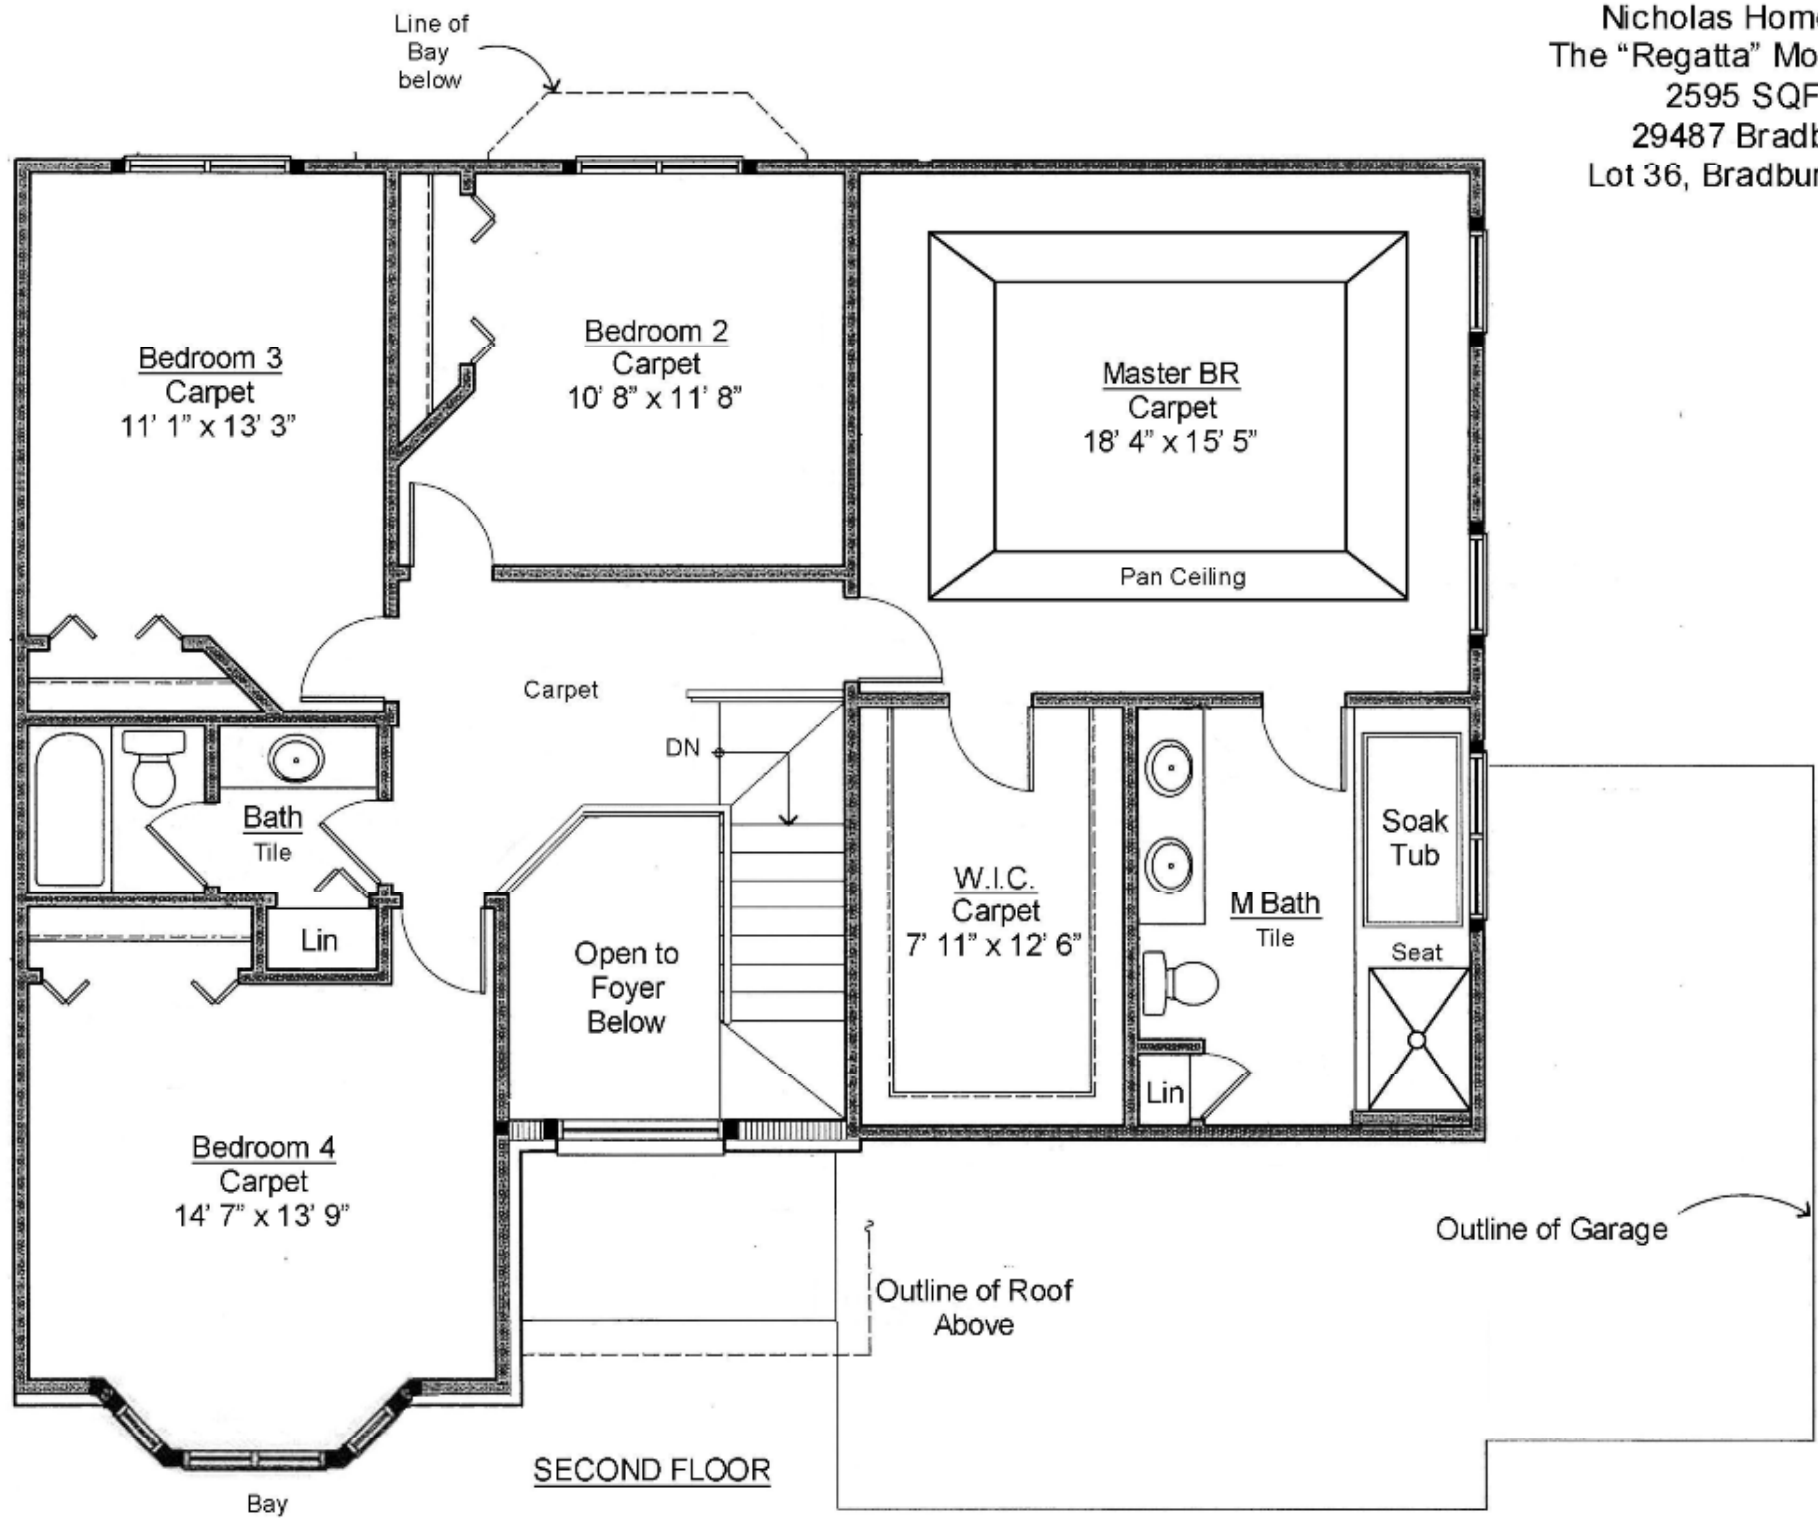 Line of
Bay
below
Nicholas Hom
The “Regatta” Mo
2595 SQF
29487 Bradb
Lot 36, Bradbur
Bedroom 3
Carpet
11’ 1” x 13’ 3”
Bedroom 2
Carpet
10’ 8” x 11’ 8”
Master BR
Carpet
18’ 4” x 15’ 5”
Pan Ceiling
Carpet
DN
Bath
Tile
Lin
Open to
Foyer
Below
W.I.C.
Carpet
7’ 11” x 12’ 6”
M Bath
Tile
Soak
Tub
Seat
Lin
Bedroom 4
Carpet
14’ 7” x 13’ 9”
Outline of Garage
Outline of Roof
Above
SECOND FLOOR
Bay